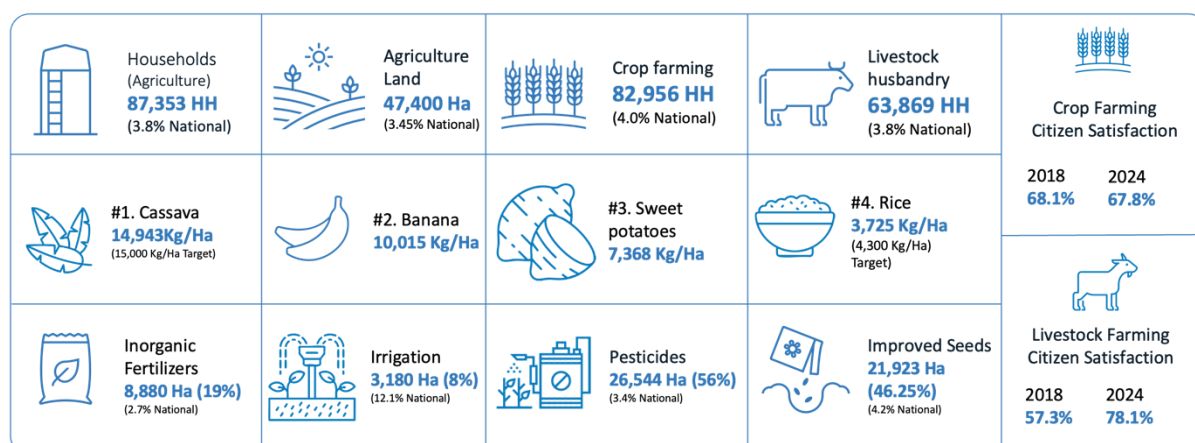 Households
(Agriculture)
87,353 HH
(3.8% National)
Agriculture
Land
47,400 Ha
(3.45% National)
Crop farming
82,956 HH
(4.0% National)
Livestock
husbandry
63,869 HH
(3.8% National)
Crop Farming
Citizen Satisfaction
2018 2024
68.1% 67.8%
#1. Cassava
14,943Kg/Ha
(15,000 Kg/Ha Target)
#2. Banana
10,015 Kg/Ha
#3. Sweet
potatoes
7,368 Kg/Ha
#4. Rice
3,725 Kg/Ha
(4,300 Kg/Ha)
Target)
Inorganic
Fertilizers
8,880 Ha (19%)
(2.7% National)
Irrigation
3,180 Ha (8%)
(12.1% National)
Pesticides
26,544 Ha (56%)
(3.4% National)
Improved Seeds
21,923 Ha
(46.25%)
(4.2% National)
Livestock Farming
Citizen Satisfaction
2018 2024
57.3% 78.1%